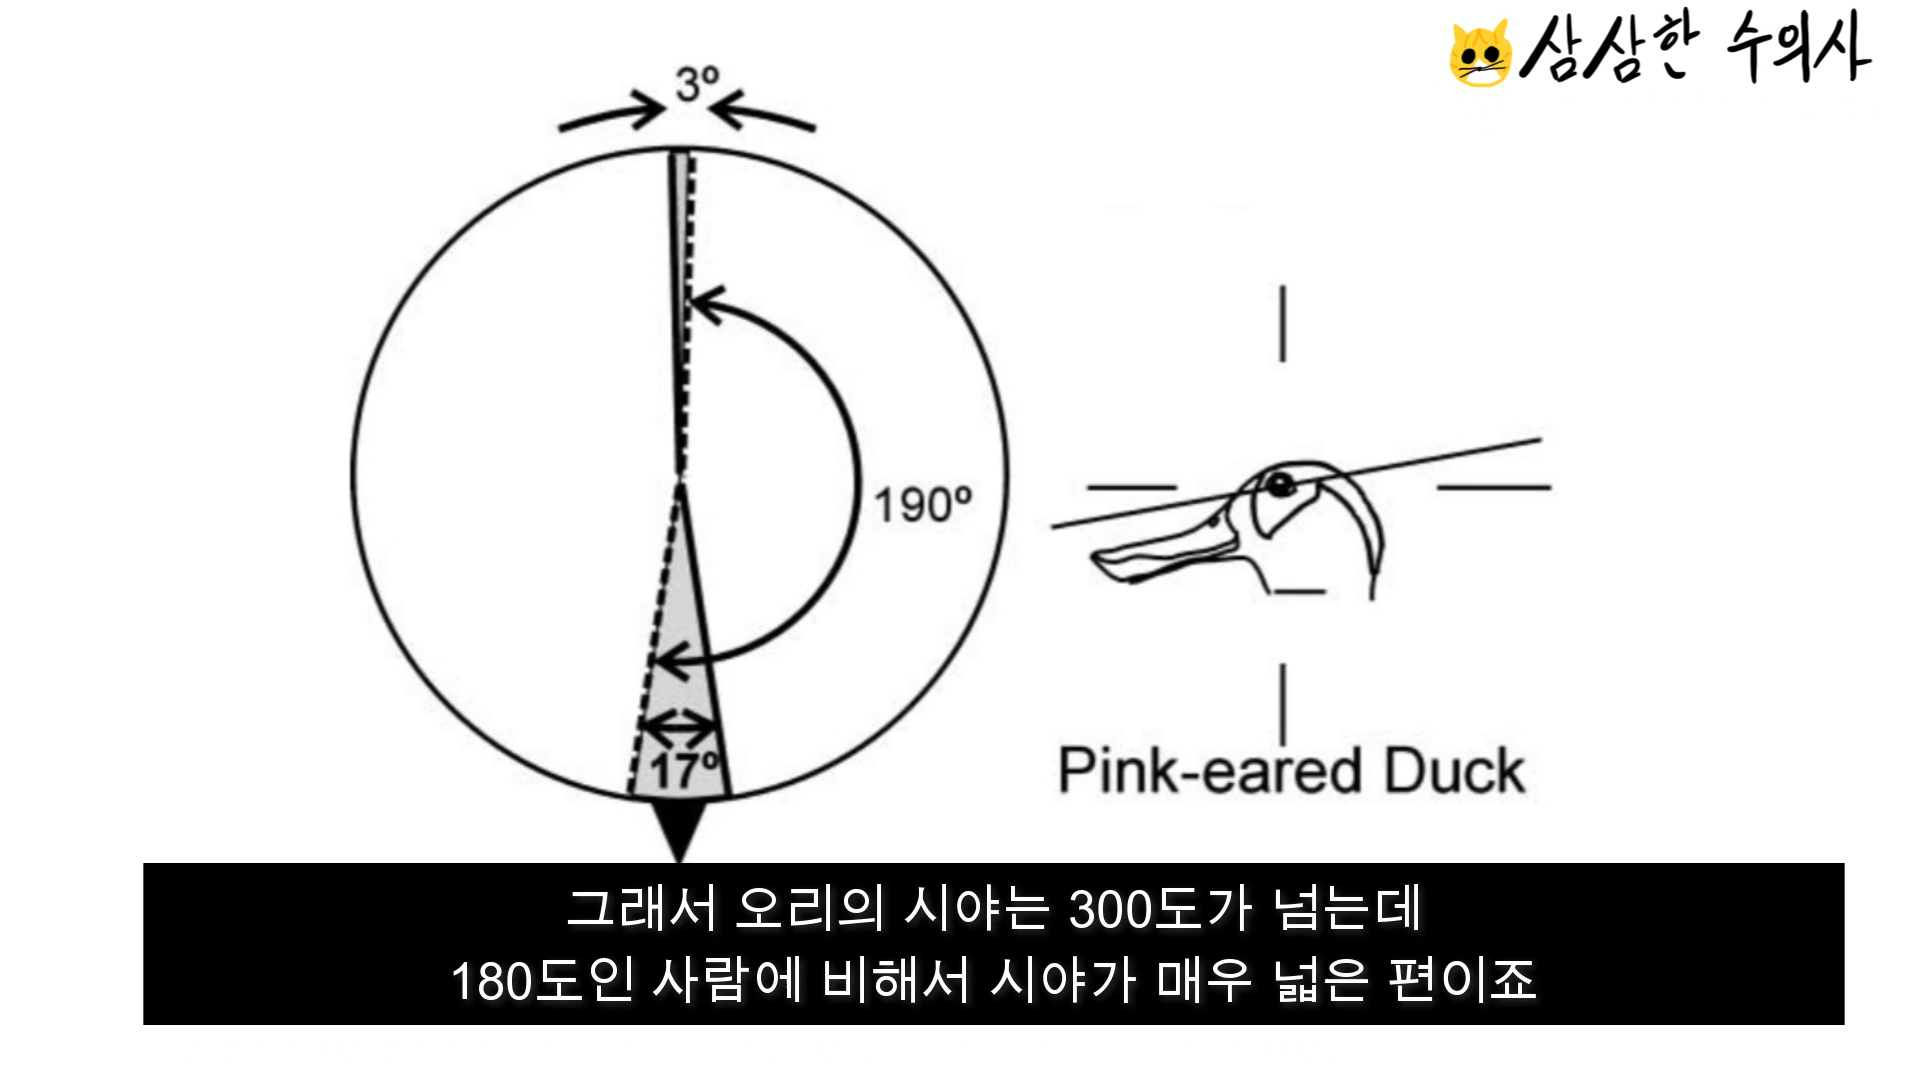 삼삼한 수의사
3º
190º
17º
Pink-eared Duck
그래서 오리의 시야는 300도가 넘는데
180도인 사람에 비해서 시야가 매우 넓은 편이죠